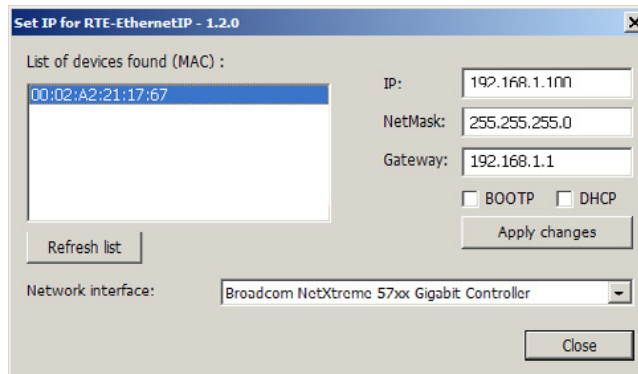 Set IP for RTE-EthernetIP - 1.2.0
List of devices found (MAC) :
00:02:A2:21:17:67
IP: 192.168.1.100
NetMask: 255.255.255.0
Gateway: 192.168.1.1
BOOTP DHCP
Apply changes
Refresh list
Network interface: Broadcom NetXtreme 57xx Gigabit Controller
Close